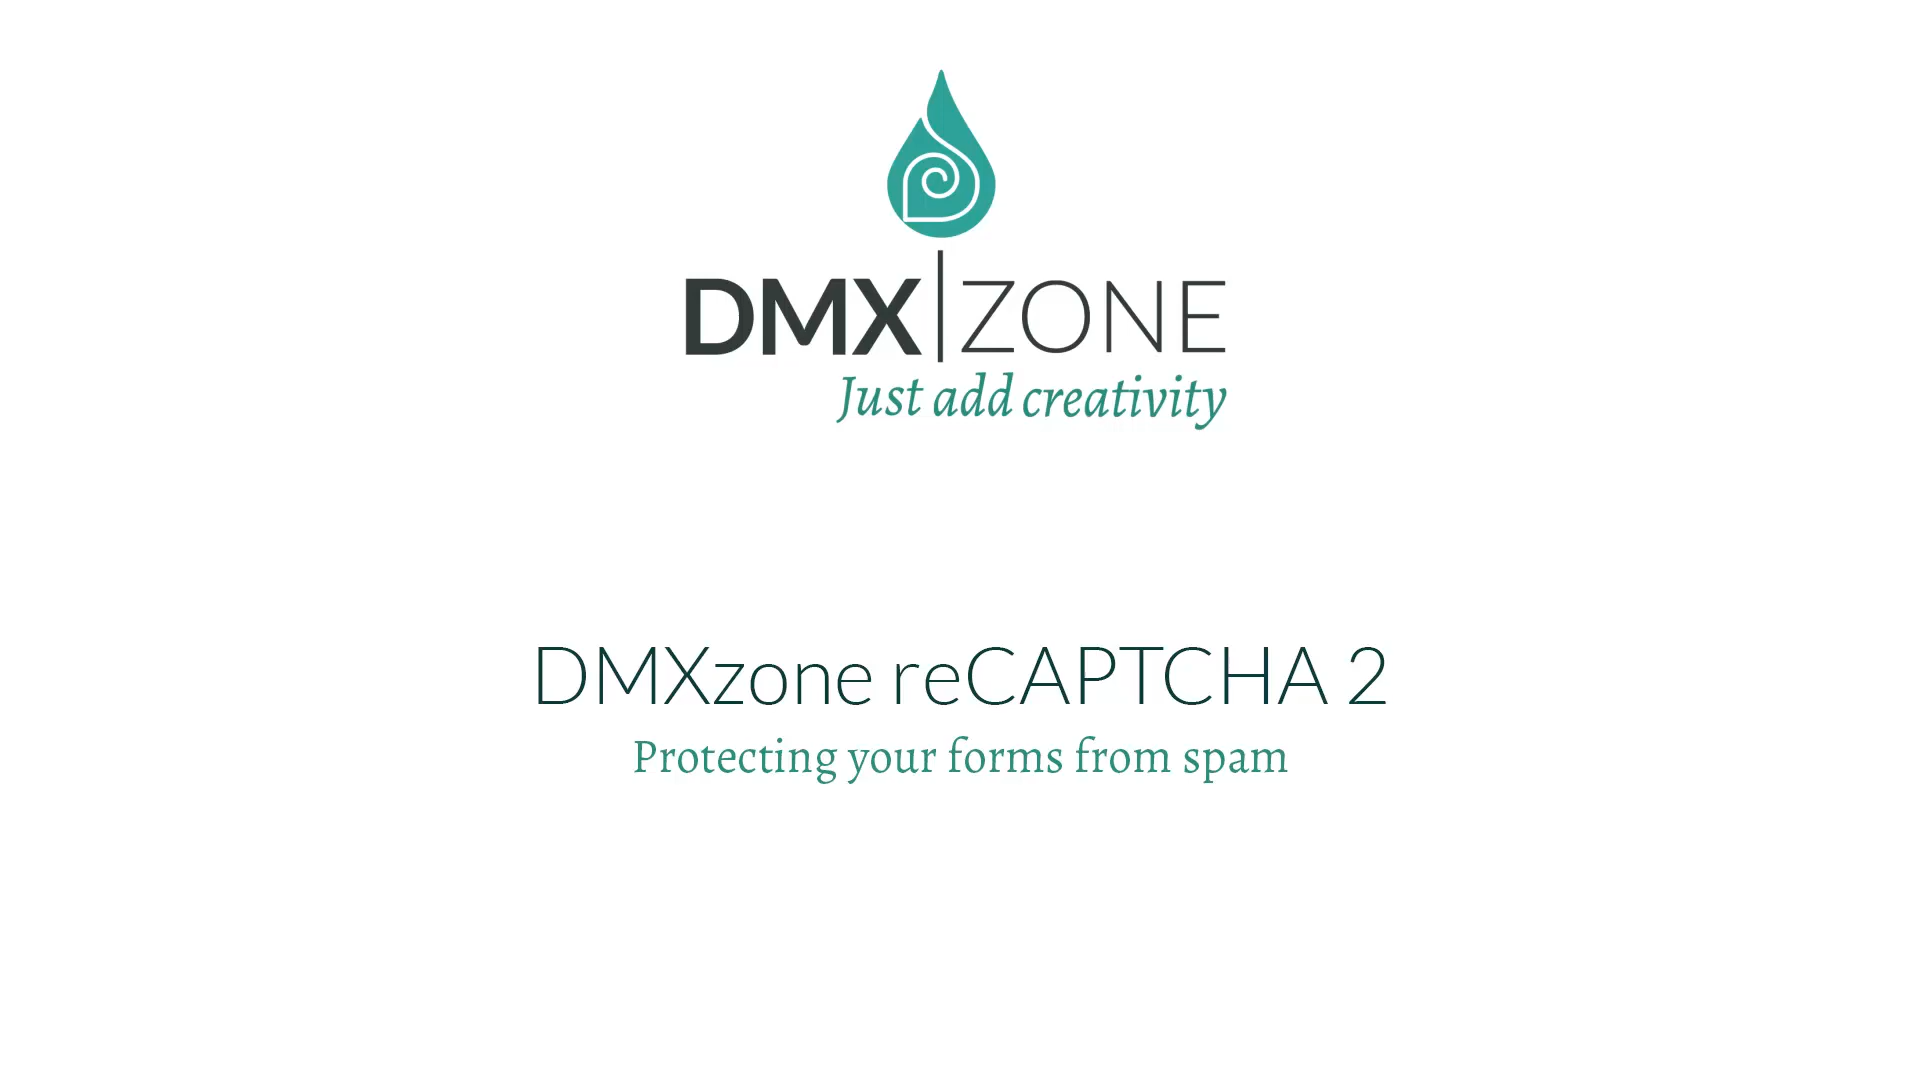 DMX|ZONE
Just add creativity
DMXzone reCAPTCHA 2
Protecting your forms from spam